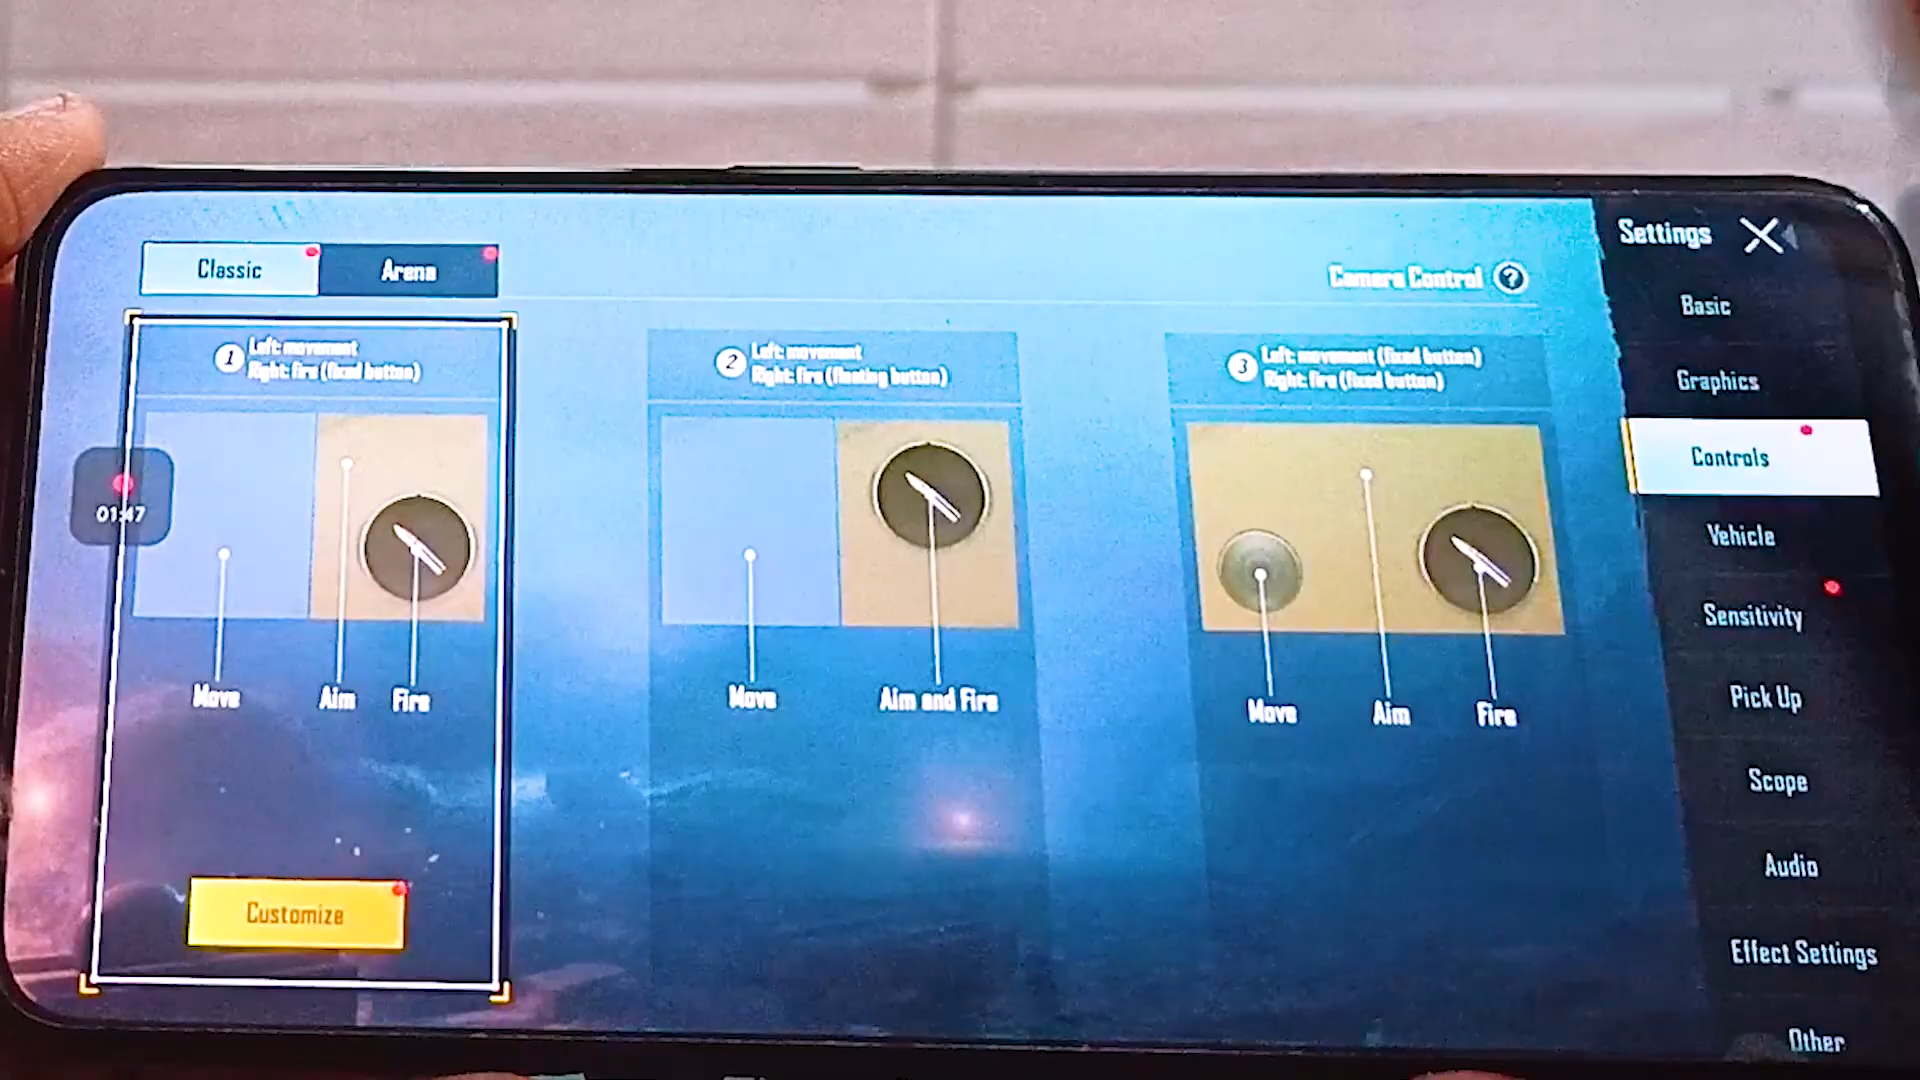 Settings
Classic
Arena
Camera Control ?
1 Left: movement
Right: fire (fixed button)
Move
Aim
Fire
Customize
2 Left: movement
Right: fire (floating button)
Move
Aim and Fire
3 Left: movement (fixed button)
Right: fire (fixed button)
Move
Aim
Fire
01:47
Basic
Graphics
Controls
Vehicle
Sensitivity
Pick Up
Scope
Audio
Effect Settings
Other